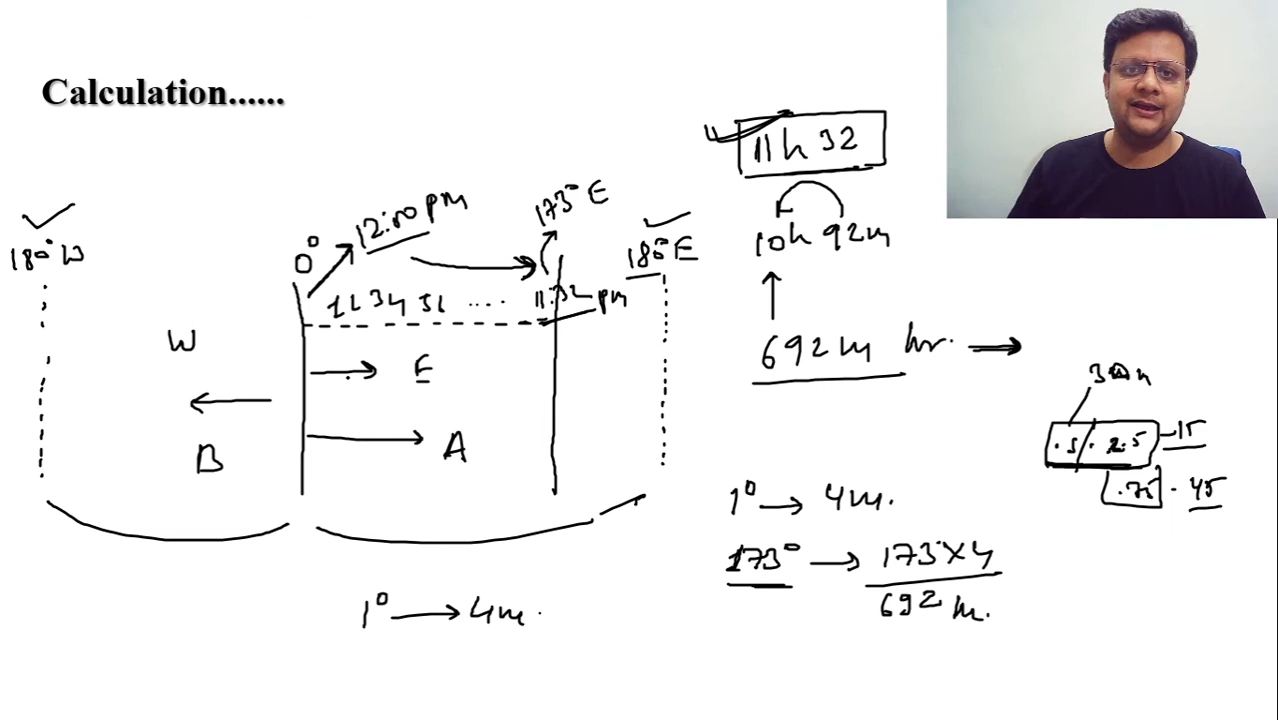 Calculation......
11h 32
12:00 pm
173° E
180° W
0°
180° E
10h 92m
11:32 pm
W
E
692m hr.
30m
B
A
.5 . 2.5 15
.75 . 45
1° → 4m.
173° → 173×4
692 m.
1° → 4m.